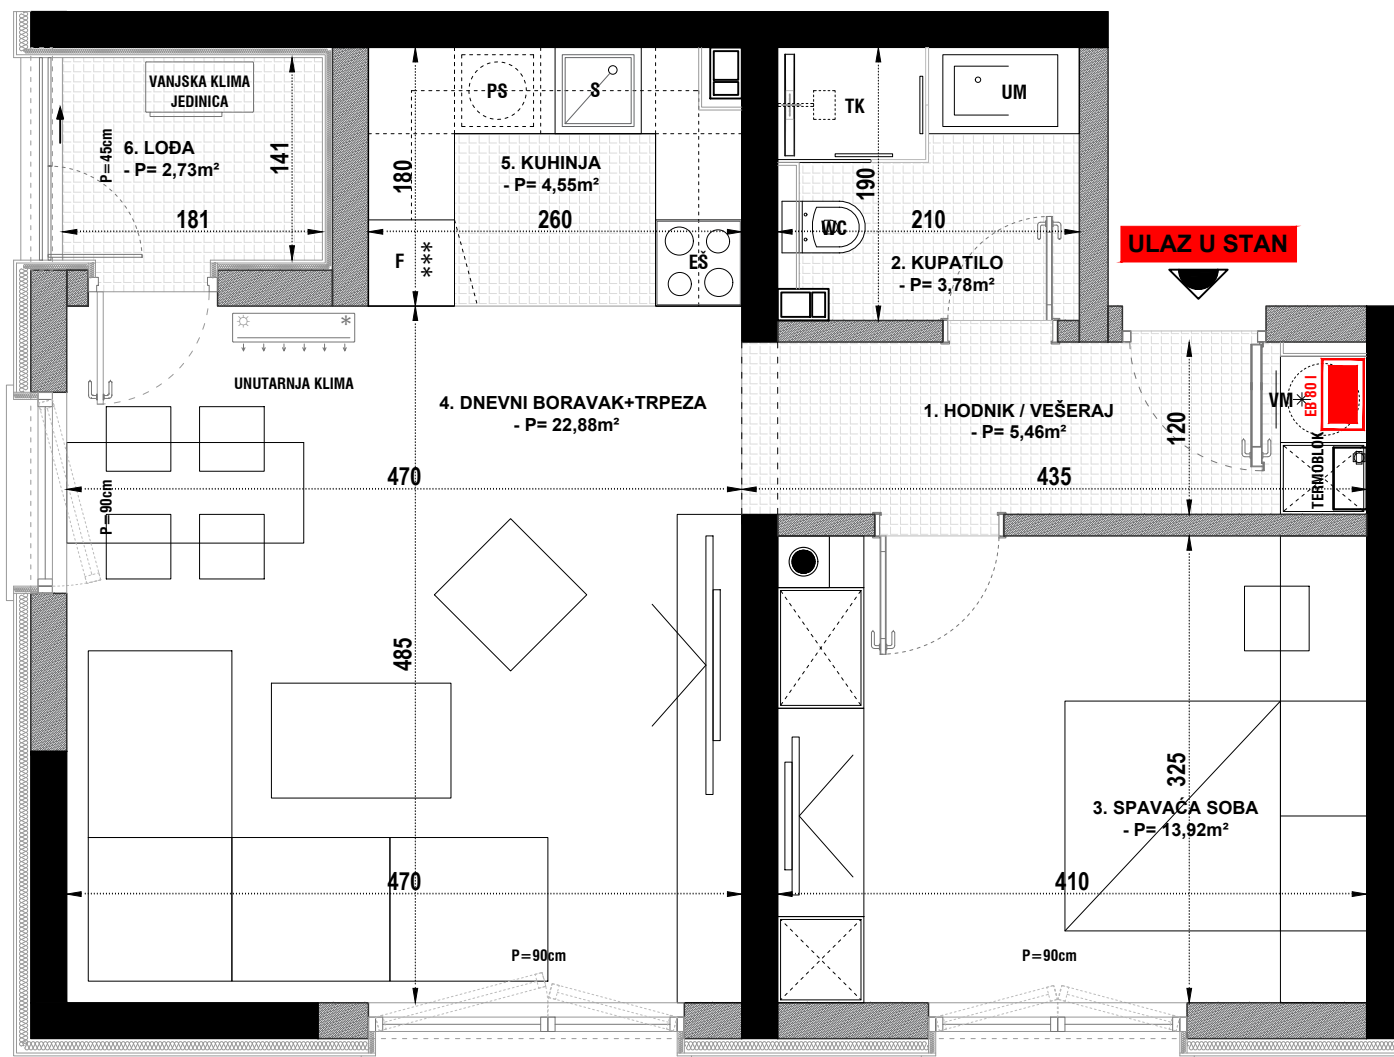 VANJSKA KLIMA
JEDINICA
P=45cm
6. LOĐA
- P= 2,73m²
141
181
PS
S
180
5. KUHINJA
- P= 4,55m²
260
F
***
EŠ
TK
UM
190
WC
210
2. KUPATILO
- P= 3,78m²
ULAZ U STAN
UNUTARNJA KLIMA
4. DNEVNI BORAVAK+TRPEZA
- P= 22,88m²
1. HODNIK / VEŠERAJ
- P= 5,46m²
120
VM
EB 80 l
TERMOBLOK
470
435
P=90cm
485
325
3. SPAVAĆA SOBA
- P= 13,92m²
470
410
P=90cm
P=90cm